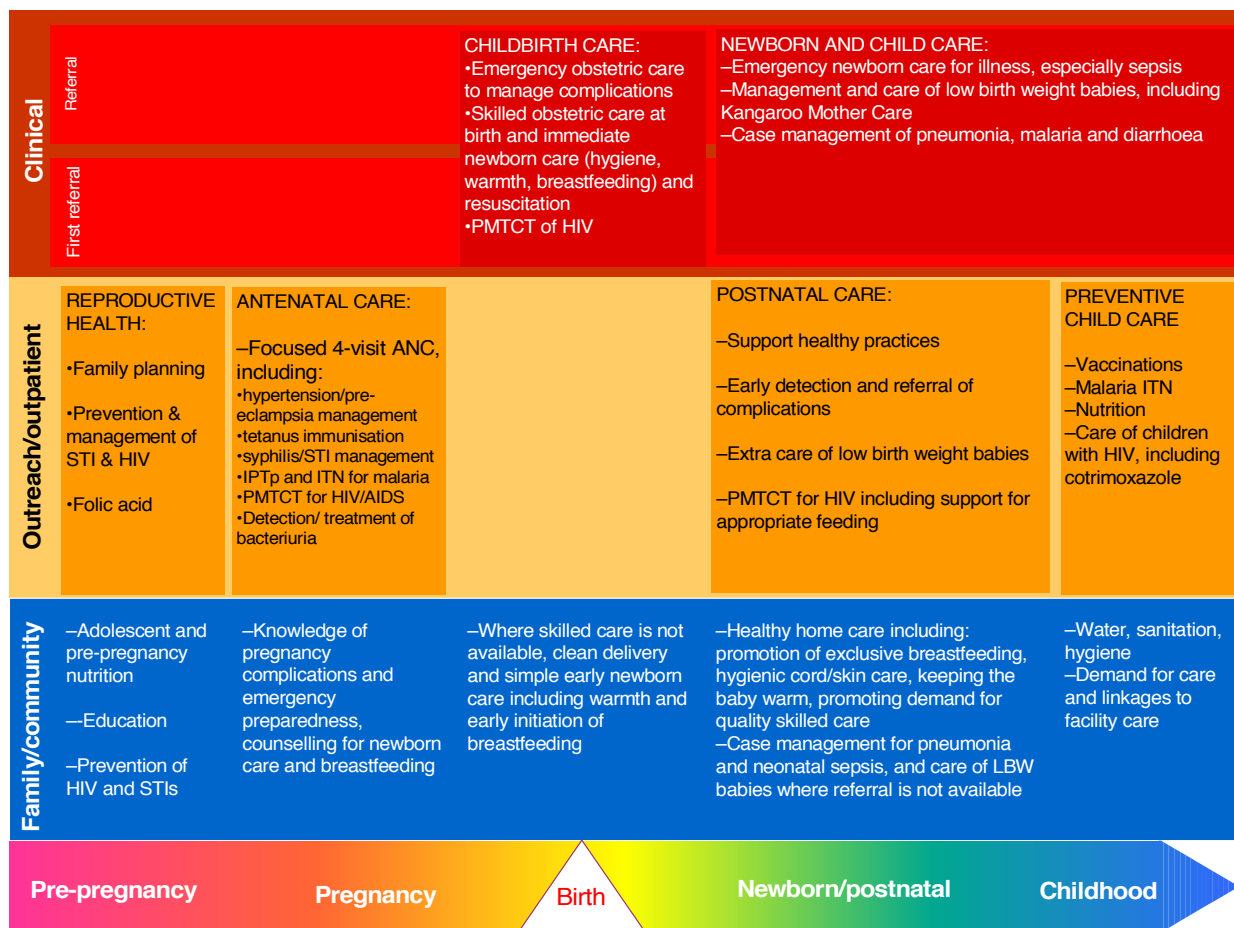 Clinical
Referral
First referral
CHILDBIRTH CARE:
•Emergency obstetric care
to manage complications
•Skilled obstetric care at
birth and immediate
newborn care (hygiene,
warmth, breastfeeding) and
resuscitation
•PMTCT of HIV
NEWBORN AND CHILD CARE:
–Emergency newborn care for illness, especially sepsis
–Management and care of low birth weight babies, including
Kangaroo Mother Care
–Case management of pneumonia, malaria and diarrhoea
Outreach/outpatient
REPRODUCTIVE
HEALTH:
•Family planning
•Prevention &
management of
STI & HIV
•Folic acid
ANTENATAL CARE:
–Focused 4-visit ANC,
including:
•hypertension/pre-
eclampsia management
•tetanus immunisation
•syphilis/STI management
•IPTp and ITN for malaria
•PMTCT for HIV/AIDS
•Detection/ treatment of
bacteriuria
POSTNATAL CARE:
–Support healthy practices
–Early detection and referral of
complications
–Extra care of low birth weight babies
–PMTCT for HIV including support for
appropriate feeding
PREVENTIVE
CHILD CARE
–Vaccinations
–Malaria ITN
–Nutrition
–Care of children
with HIV, including
cotrimoxazole
Family/community
–Adolescent and
pre-pregnancy
nutrition
–-Education
–Prevention of
HIV and STIs
–Knowledge of
pregnancy
complications and
emergency
preparedness,
counselling for newborn
care and breastfeeding
–Where skilled care is not
available, clean delivery
and simple early newborn
care including warmth and
early initiation of
breastfeeding
–Healthy home care including:
promotion of exclusive breastfeeding,
hygienic cord/skin care, keeping the
baby warm, promoting demand for
quality skilled care
–Case management for pneumonia
and neonatal sepsis, and care of LBW
babies where referral is not available
–Water, sanitation,
hygiene
–Demand for care
and linkages to
facility care
Pre-pregnancy
Pregnancy
Birth
Newborn/postnatal
Childhood